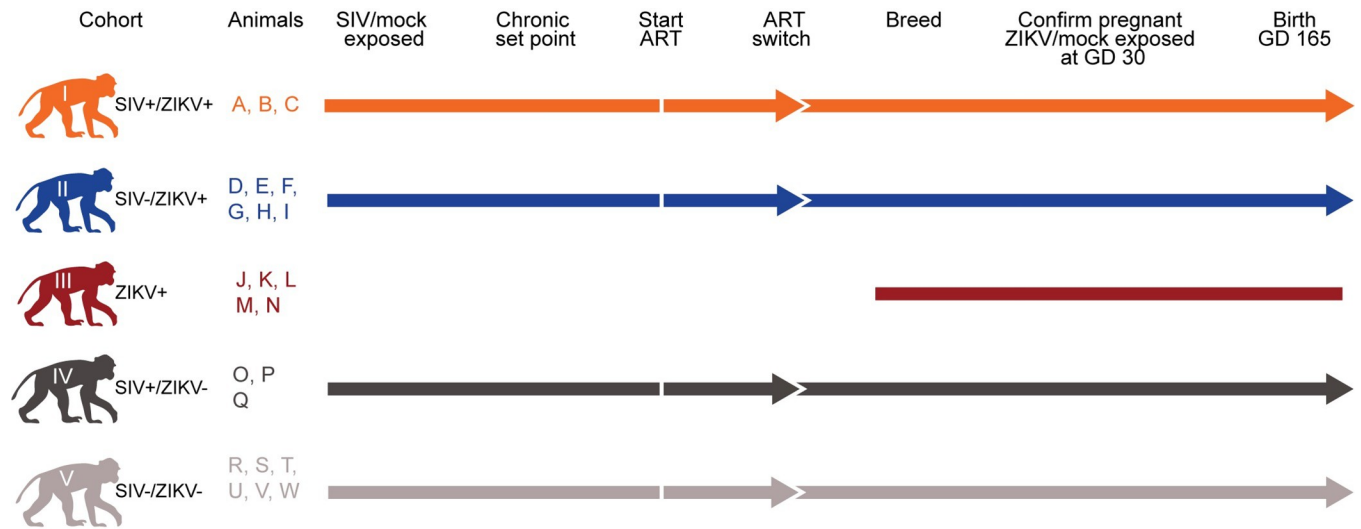 Cohort
Animals
SIV/mock
exposed
Chronic
set point
Start
ART
ART
switch
Breed
Confirm pregnant
ZIKV/mock exposed
at GD 30
Birth
GD 165
I
SIV+/ZIKV+
A, B, C
II
SIV-/ZIKV+
D, E, F,
G, H, I
III
ZIKV+
J, K, L
M, N
IV
SIV+/ZIKV-
O, P
Q
V
SIV-/ZIKV-
R, S, T,
U, V, W